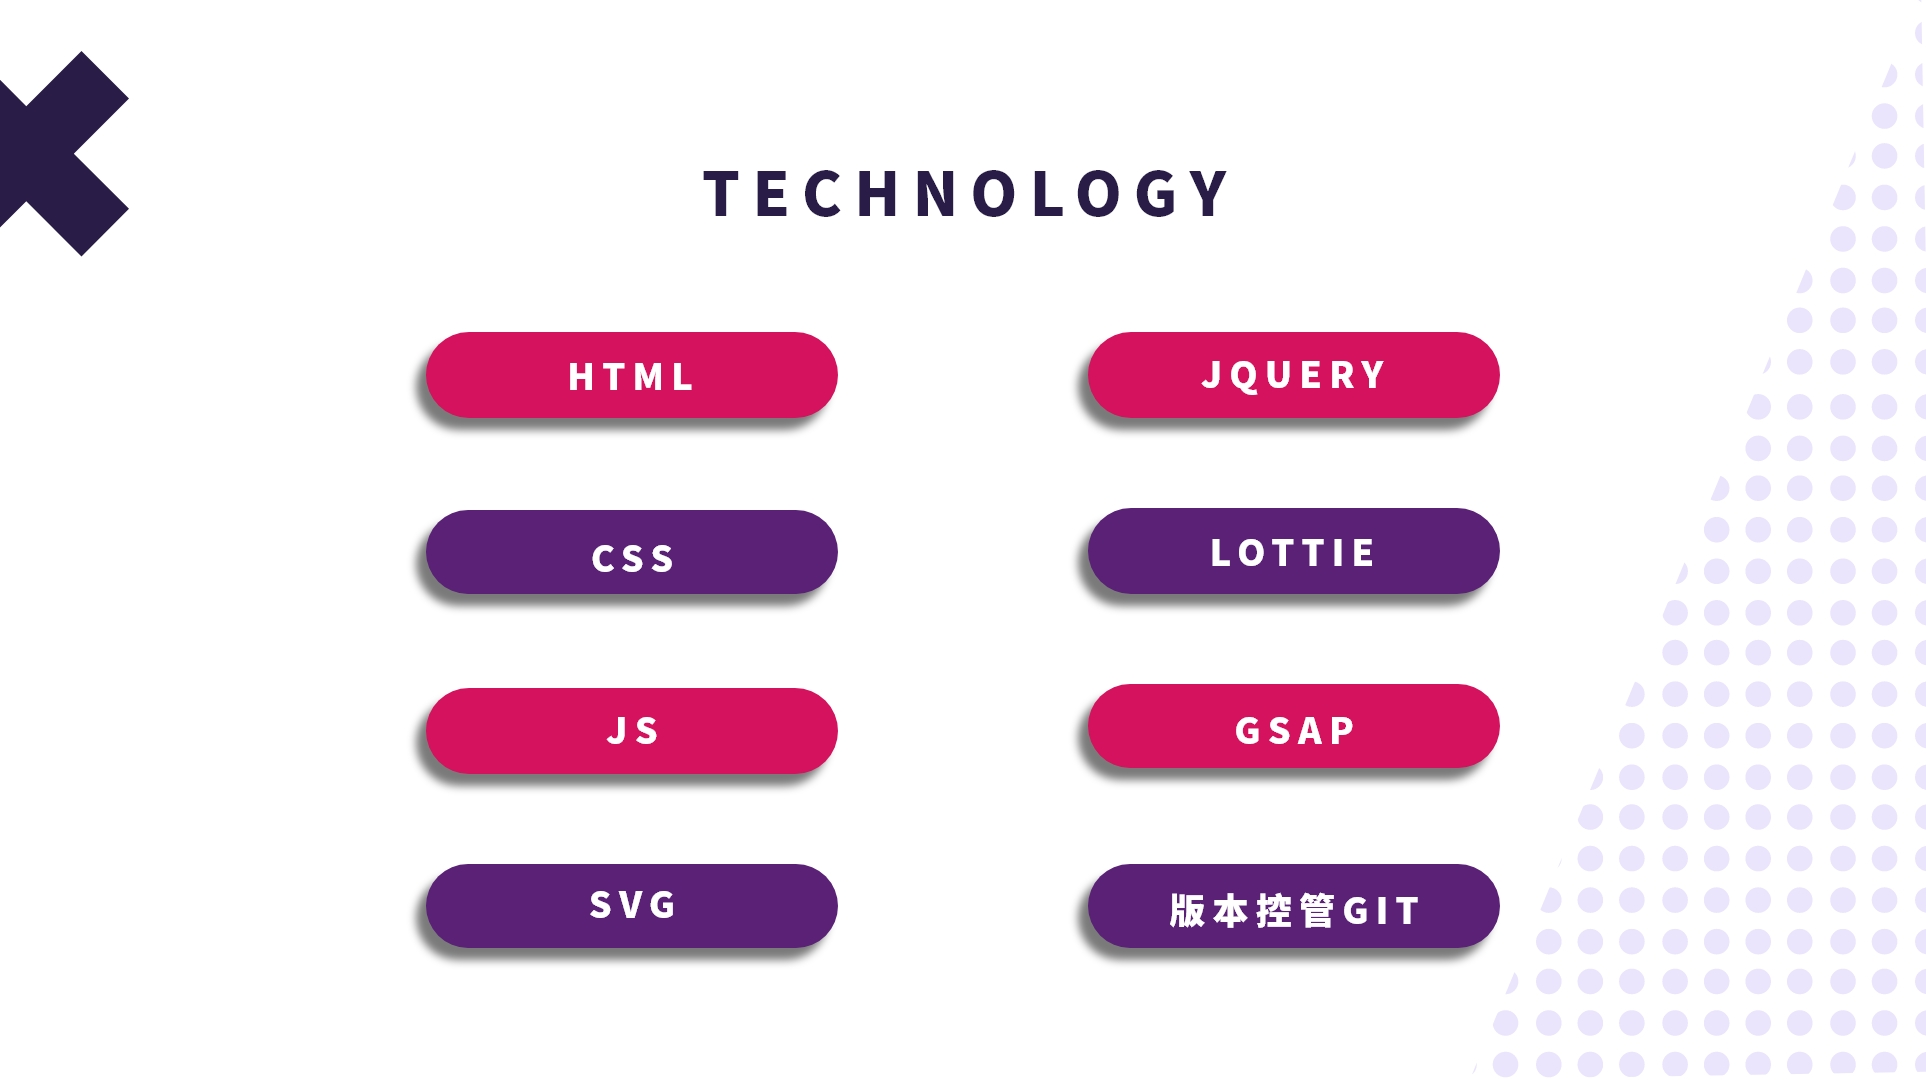 TECHNOLOGY
HTML
JQUERY
CSS
LOTTIE
JS
GSAP
SVG
版本控管GIT